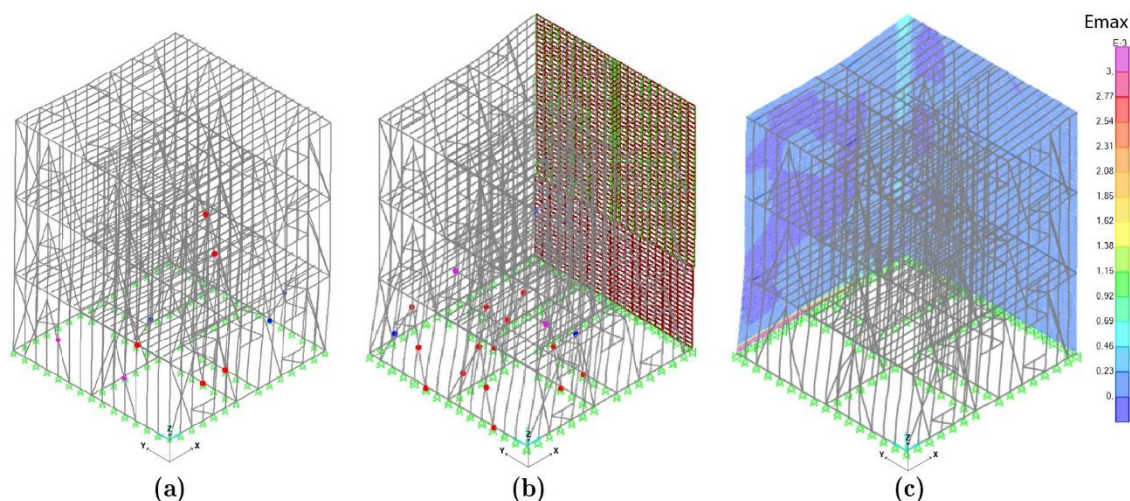 Emax
E-3
3.
2.77
2.54
2.31
2.08
1.85
1.62
1.38
1.15
0.92
0.69
0.46
0.23
0.
Z
Y X
Z
Y X
Z
Y X
(a) (b) (c)